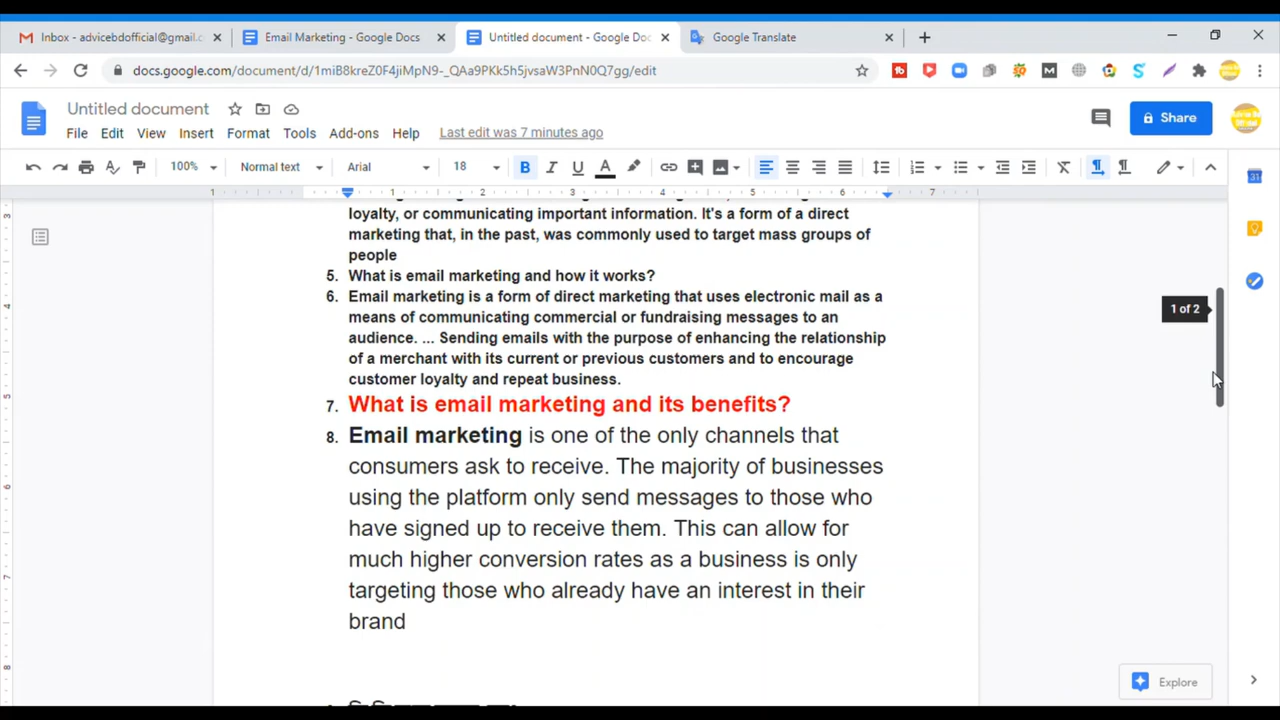 Inbox - advicebdofficial@gmail.c
Email Marketing - Google Docs
Untitled document - Google Doc
Google Translate
docs.google.com/document/d/1miB8kreZ0F4jiMpN9-_QAa9PKk5h5jvsaW3PnN0Q7gg/edit
Untitled document
File Edit View Insert Format Tools Add-ons Help Last edit was 7 minutes ago
Share
100% Normal text Arial 18
1 1 2 3 4 5 6 7
loyalty, or communicating important information. It's a form of a direct
marketing that, in the past, was commonly used to target mass groups of
people
5. What is email marketing and how it works?
6. Email marketing is a form of direct marketing that uses electronic mail as a
means of communicating commercial or fundraising messages to an
audience. ... Sending emails with the purpose of enhancing the relationship
of a merchant with its current or previous customers and to encourage
customer loyalty and repeat business.
7. What is email marketing and its benefits?
8. Email marketing is one of the only channels that
consumers ask to receive. The majority of businesses
using the platform only send messages to those who
have signed up to receive them. This can allow for
much higher conversion rates as a business is only
targeting those who already have an interest in their
brand
1 of 2
Explore